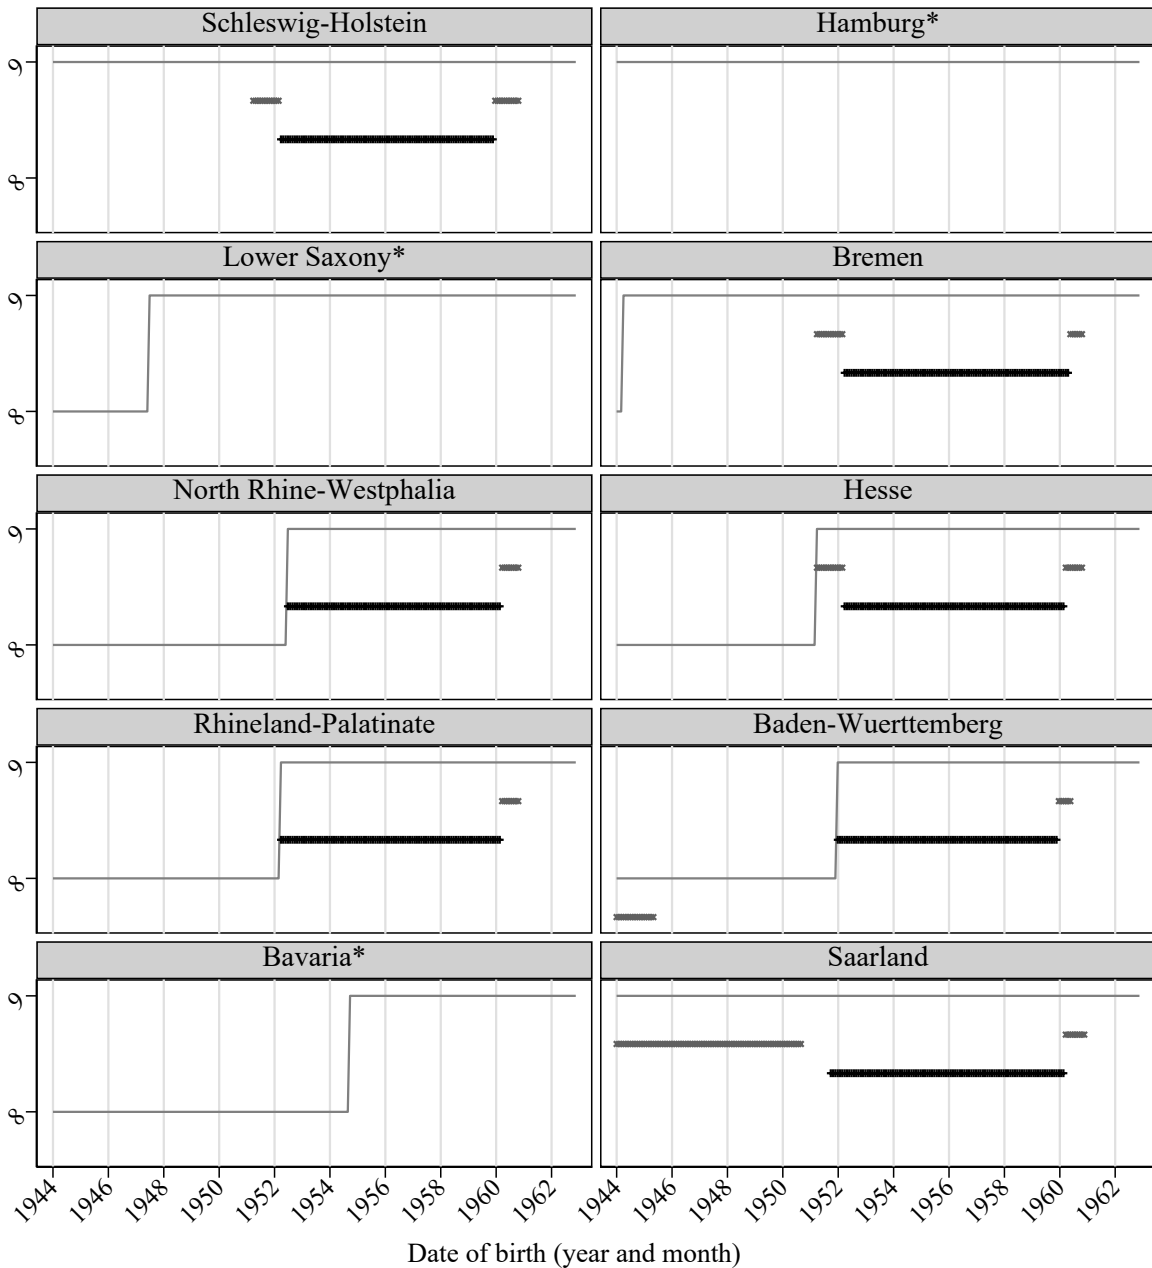 Schleswig-Holstein
Hamburg*
9
8
Lower Saxony*
Bremen
9
8
North Rhine-Westphalia
Hesse
9
8
Rhineland-Palatinate
Baden-Wuerttemberg
9
8
Bavaria*
Saarland
9
8
1944 1946 1948 1950 1952 1954 1956 1958 1960 1962
1944 1946 1948 1950 1952 1954 1956 1958 1960 1962
Date of birth (year and month)